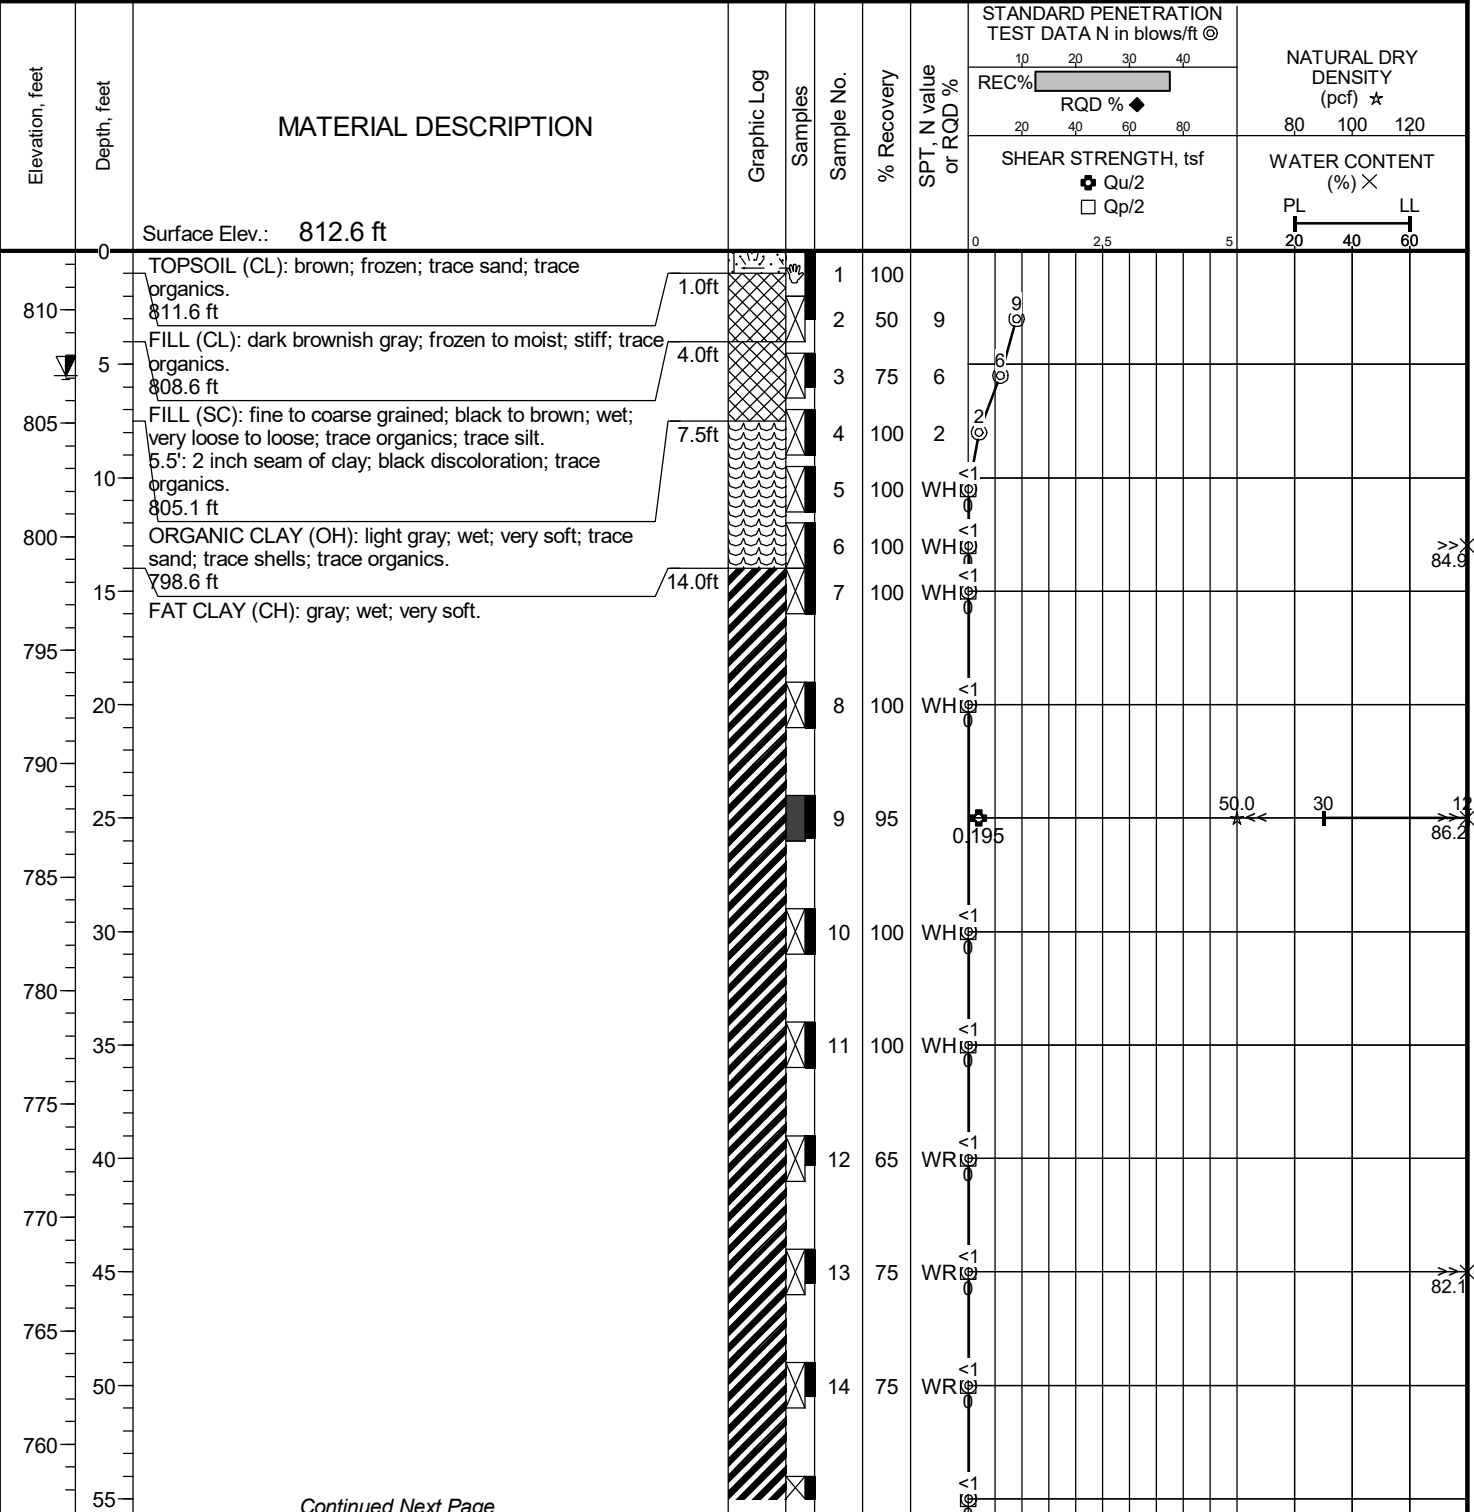 Elevation, feet
Depth, feet
MATERIAL DESCRIPTION
Surface Elev.: 812.6 ft
Graphic Log
Samples
Sample No.
% Recovery
SPT, N value
or RQD %
STANDARD PENETRATION
TEST DATA N in blows/ft
10 20 30 40
REC%
RQD %
20 40 60 80
SHEAR STRENGTH, tsf
Qu/2
Qp/2
0 2.5 5
NATURAL DRY
DENSITY
(pcf)
80 100 120
WATER CONTENT
(%)
PL LL
20 40 60
0
TOPSOIL (CL): brown; frozen; trace sand; trace
organics.
811.6 ft
1.0ft
1 100
810
FILL (CL): dark brownish gray; frozen to moist; stiff; trace
organics.
808.6 ft
4.0ft
2 50 9 9
5
3 75 6 6
FILL (SC): fine to coarse grained; black to brown; wet;
very loose to loose; trace organics; trace silt.
5.5': 2 inch seam of clay; black discoloration; trace
organics.
805.1 ft
7.5ft
805
4 100 2 2
10
5 100 WH <1 0
ORGANIC CLAY (OH): light gray; wet; very soft; trace
sand; trace shells; trace organics.
798.6 ft
14.0ft
800
6 100 WH <1 0 >> 84.9
15
7 100 WH <1 0
FAT CLAY (CH): gray; wet; very soft.
795
20 8 100 WH <1 0
790
25 9 95 0.195 50.0 << 30 12 >> 86.2
785
30 10 100 WH <1 0
780
35 11 100 WH <1 0
775
40 12 65 WR <1 0
770
45 13 75 WR <1 0 >> 82.1
765
50 14 75 WR <1 0
760
55 <1
Continued Next Page